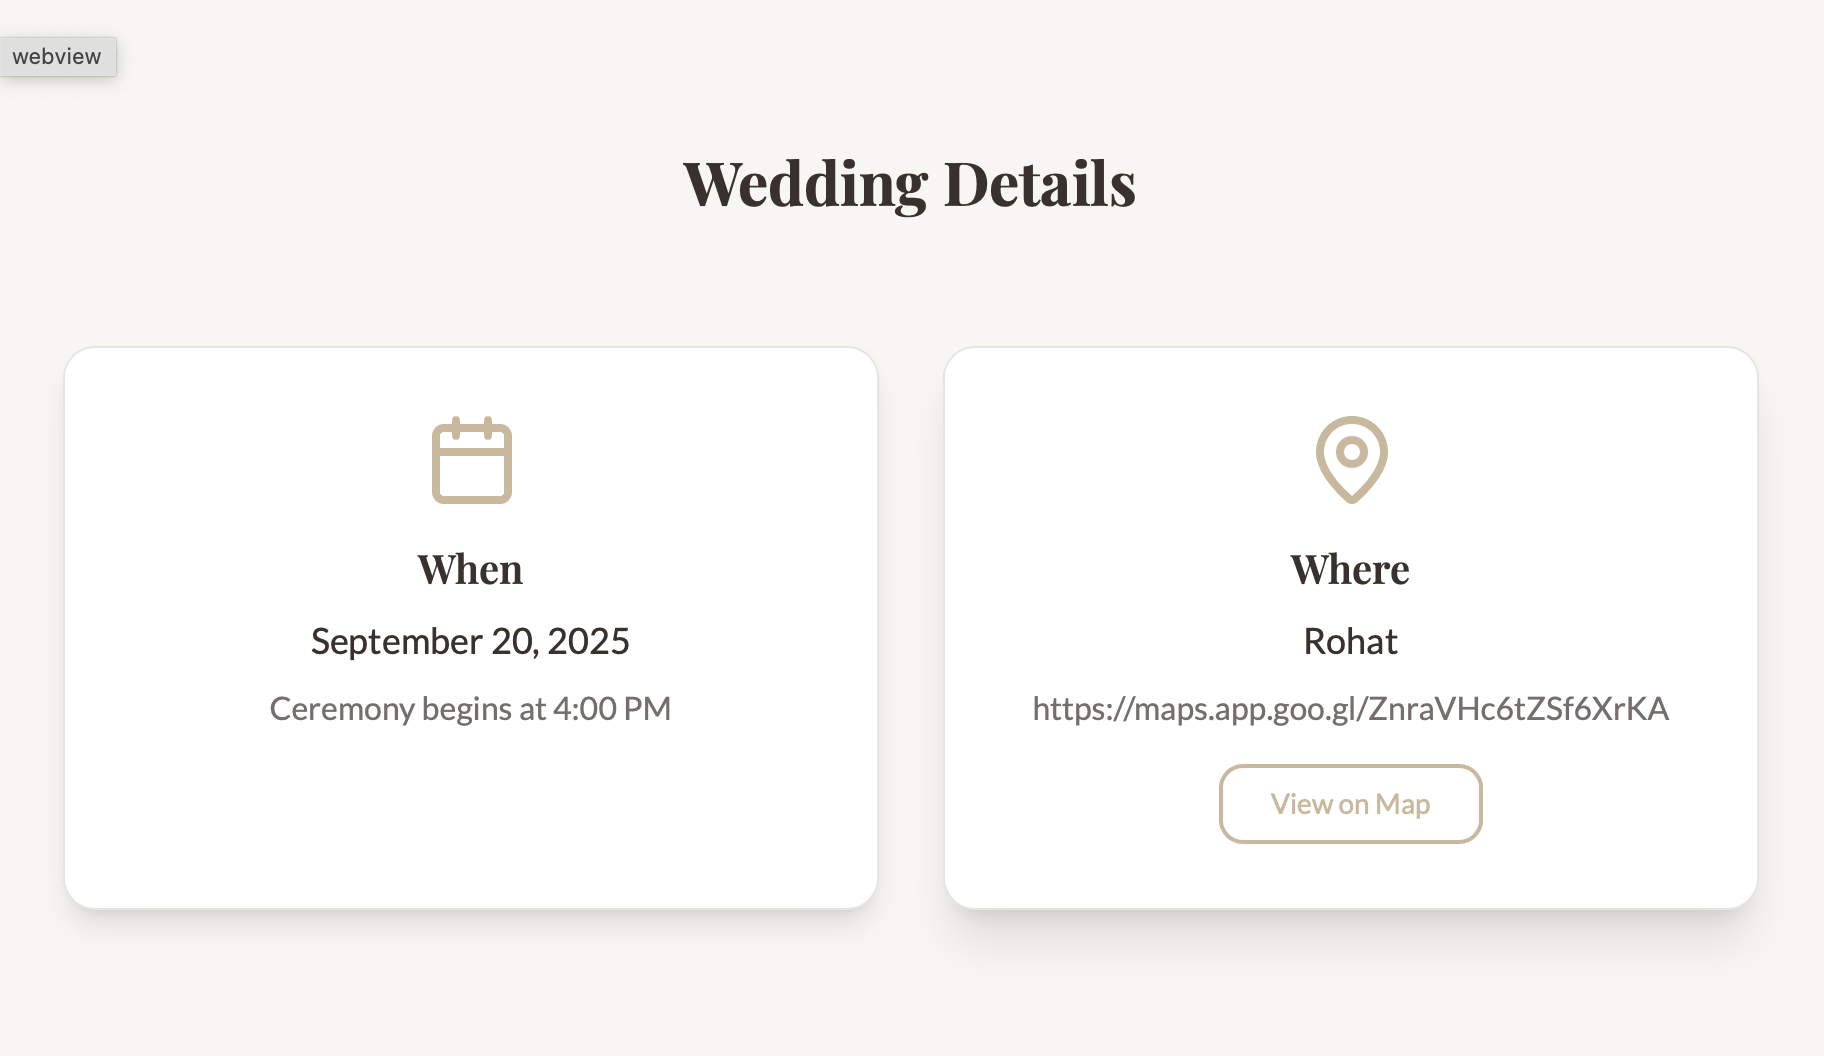 webview
Wedding Details
When
September 20, 2025
Ceremony begins at 4:00 PM
Where
Rohat
https://maps.app.goo.gl/ZnraVHc6tZSf6XrKA
View on Map